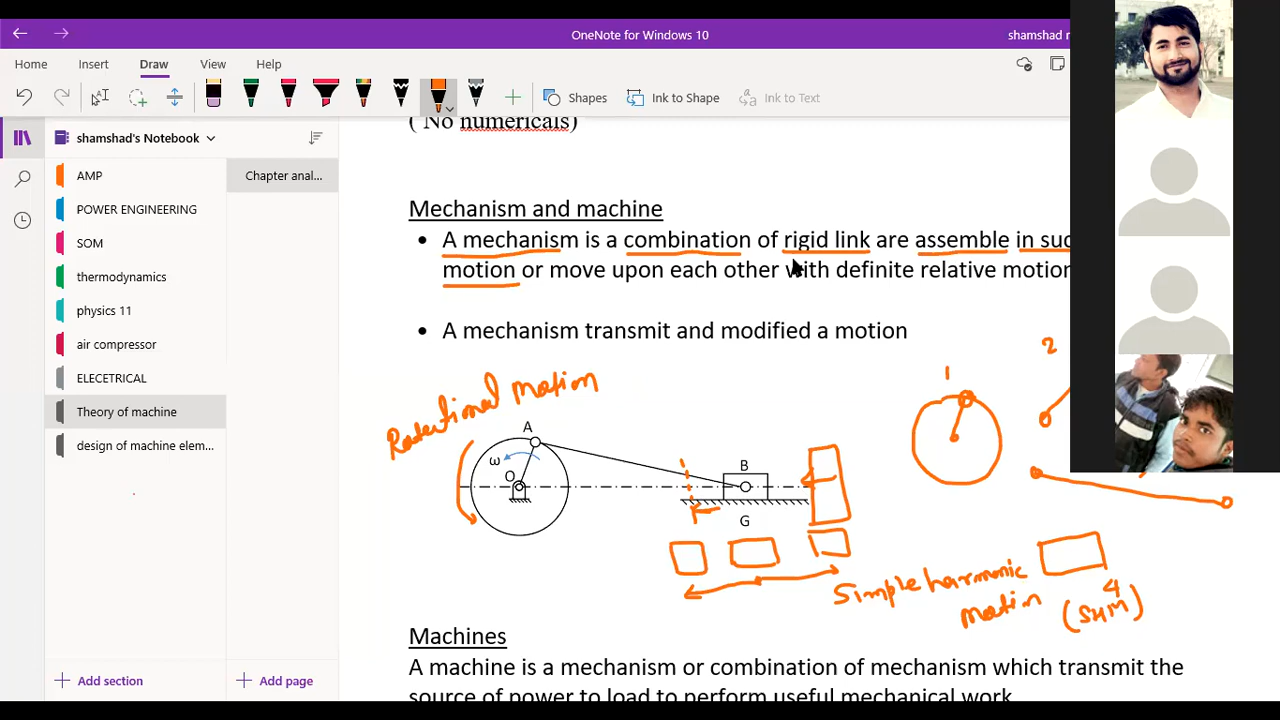 OneNote for Windows 10
shamshad
Home Insert Draw View Help
Shapes Ink to Shape Ink to Text
shamshad's Notebook
AMP
POWER ENGINEERING
SOM
thermodynamics
physics 11
air compressor
ELECETRICAL
Theory of machine
design of machine elem...
Add section
Chapter anal...
Add page
( No numericals)
Mechanism and machine
• A mechanism is a combination of rigid link are assemble in suc
motion or move upon each other with definite relative motion
• A mechanism transmit and modified a motion
Rotational motion
A
ω
O
B
G
1
2
4
Simple harmonic
motion (SHM)
Machines
A machine is a mechanism or combination of mechanism which transmit the
source of power to load to perform useful mechanical work